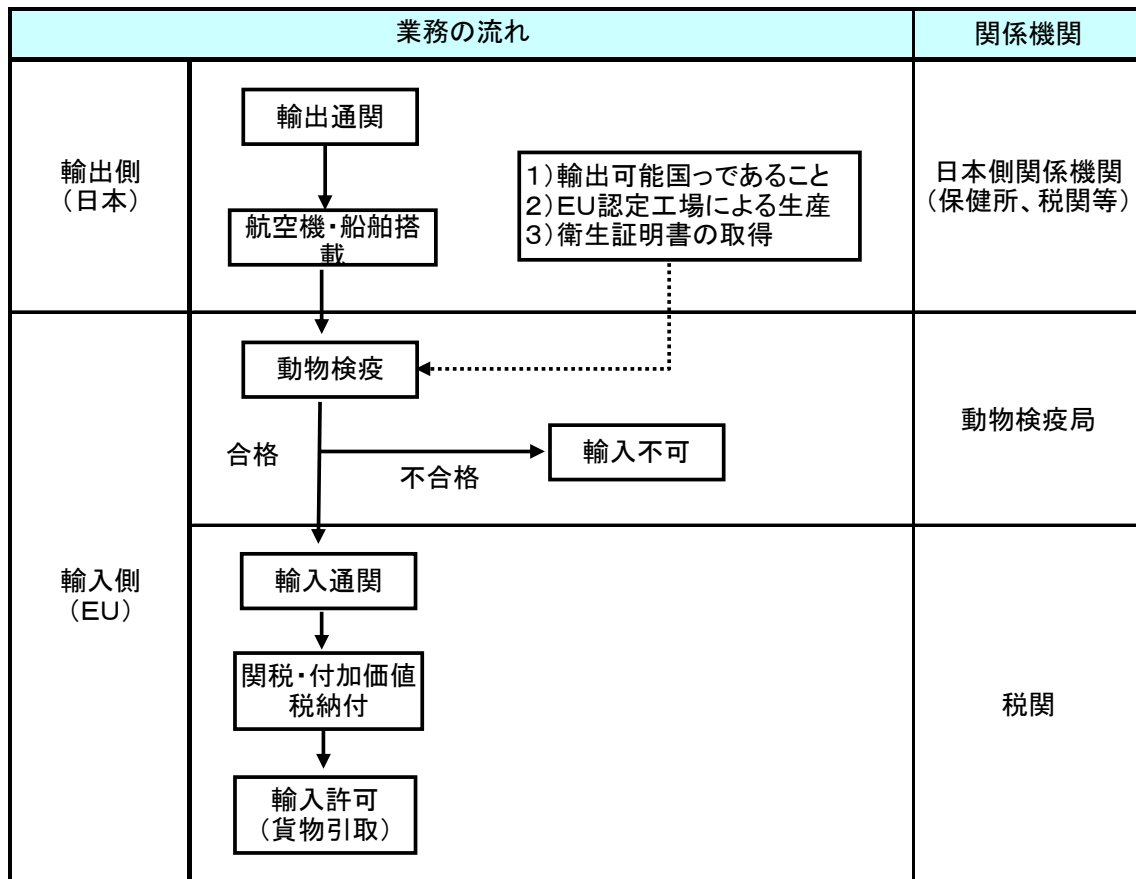 業務の流れ
関係機関
輸出側
（日本）
輸出通関
航空機・船舶搭
載
1）輸出可能国っであること
2）EU認定工場による生産
3）衛生証明書の取得
日本側関係機関
（保健所、税関等）
輸入側
（EU）
動物検疫
合格
不合格
輸入不可
動物検疫局
輸入通関
関税・付加価値
税納付
輸入許可
（貨物引取）
税関